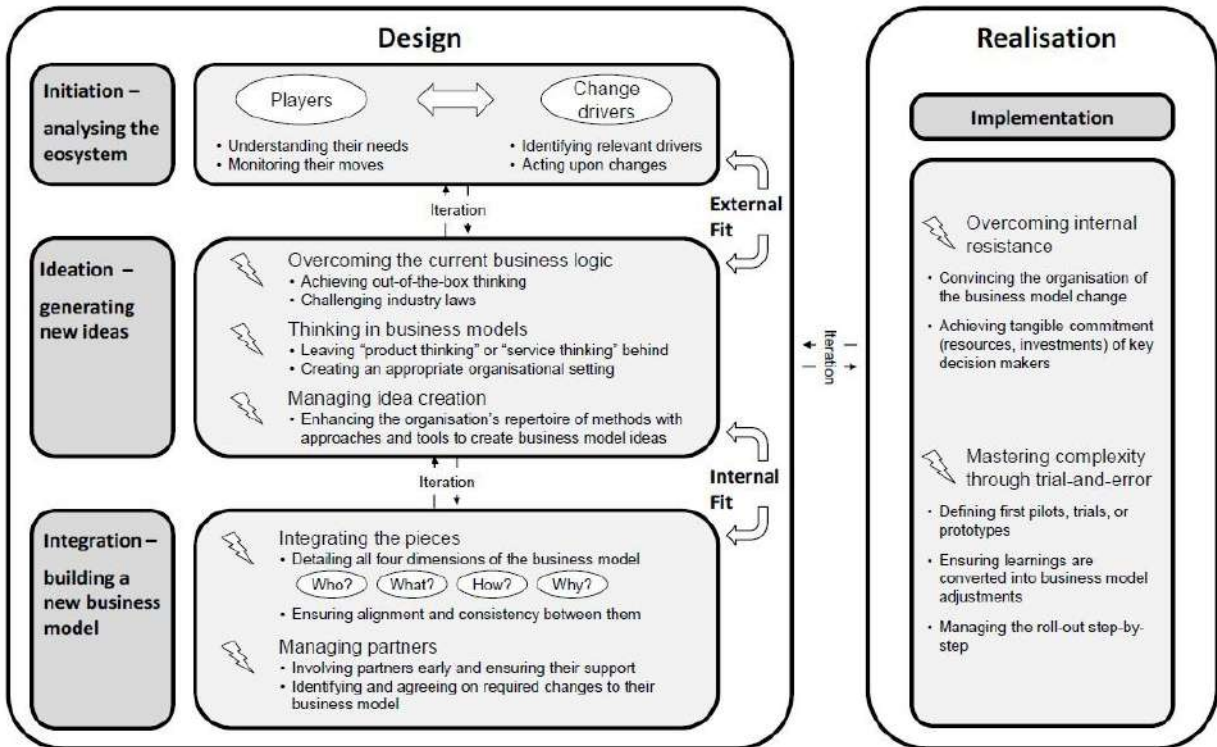 Design
Initiation –
analysing the
eosystem
Players
Change
drivers
• Understanding their needs
• Monitoring their moves
• Identifying relevant drivers
• Acting upon changes
Iteration
External
Fit
Ideation –
generating
new ideas
Overcoming the current business logic
• Achieving out-of-the-box thinking
• Challenging industry laws
Thinking in business models
• Leaving “product thinking” or “service thinking” behind
• Creating an appropriate organisational setting
Managing idea creation
• Enhancing the organisation’s repertoire of methods with
approaches and tools to create business model ideas
Iteration
Internal
Fit
Integration –
building a
new business
model
Integrating the pieces
• Detailing all four dimensions of the business model
Who?
What?
How?
Why?
• Ensuring alignment and consistency between them
Managing partners
• Involving partners early and ensuring their support
• Identifying and agreeing on required changes to their
business model
Iteration
Realisation
Implementation
Overcoming internal
resistance
• Convincing the organisation of
the business model change
• Achieving tangible commitment
(resources, investments) of key
decision makers
Mastering complexity
through trial-and-error
• Defining first pilots, trials, or
prototypes
• Ensuring learnings are
converted into business model
adjustments
• Managing the roll-out step-by-
step